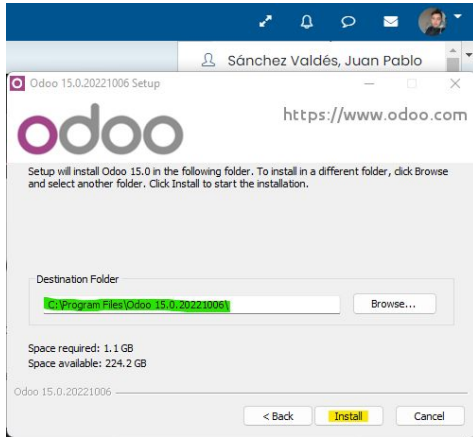 Sánchez Valdés, Juan Pablo
Odoo 15.0.20221006 Setup
odoo
https://www.odoo.com
Setup will install Odoo 15.0 in the following folder. To install in a different folder, click Browse
and select another folder. Click Install to start the installation.
Destination Folder
C:\Program Files\Odoo 15.0.20221006\
Browse...
Space required: 1.1 GB
Space available: 224.2 GB
Odoo 15.0.20221006
< Back
Install
Cancel